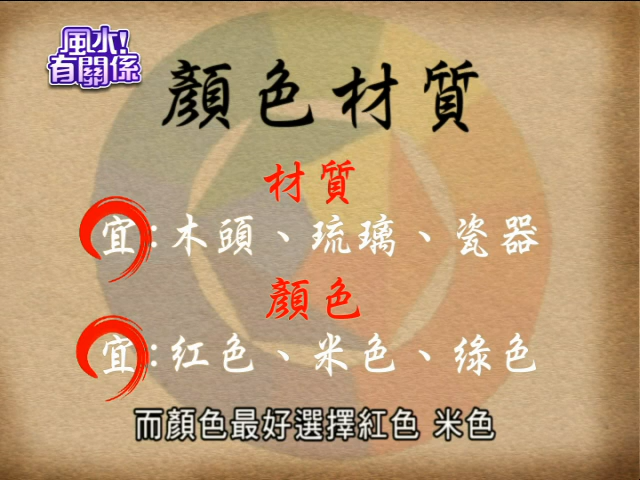 風水!
有關係
顏色材質
材質
宜:木頭、琉璃、瓷器
顏色
宜:紅色、米色、綠色
而顏色最好選擇紅色 米色